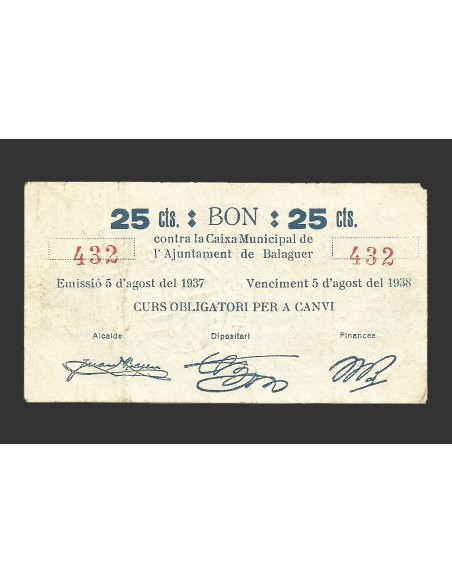 25 cts. : BON : 25 cts.
contra la Caixa Municipal de
l'Ajuntament de Balaguer
432 432
Emissió 5 d'agost del 1937 Venciment 5 d'agost del 1938
CURS OBLIGATORI PER A CANVI
Alcalde Dipositari Finances